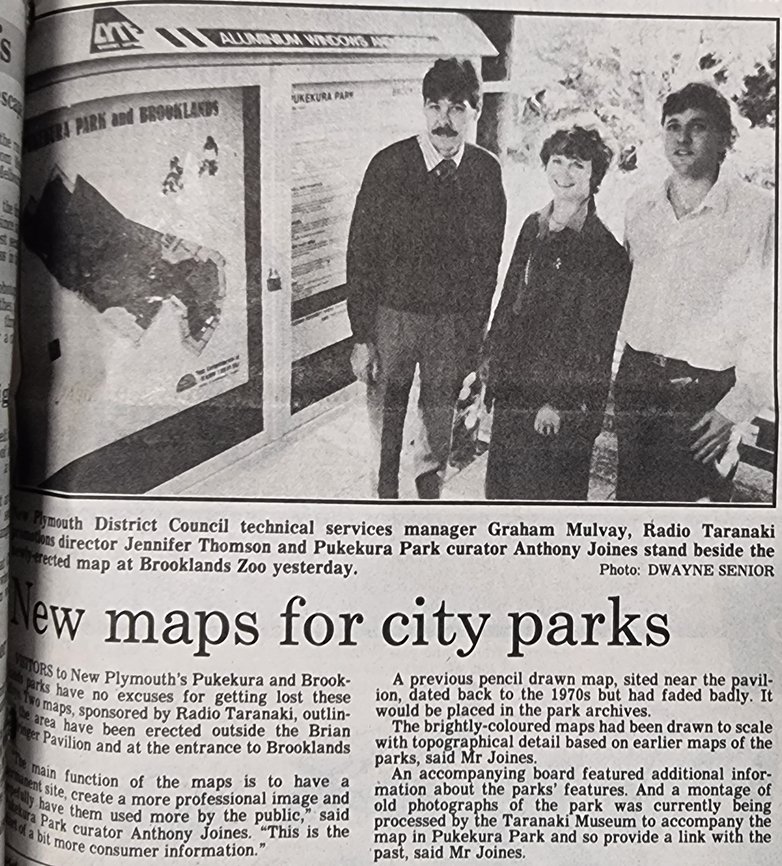 ALUMINIUM WINDOWS AND
PARK and BROOKLANDS
PUKEKURA PARK
Plymouth District Council technical services manager Graham Mulvay, Radio Taranaki
director Jennifer Thomson and Pukekura Park curator Anthony Joines stand beside the
erected map at Brooklands Zoo yesterday.
Photo: DWAYNE SENIOR
New maps for city parks
VISITORS to New Plymouth's Pukekura and Brook-
parks have no excuses for getting lost these
Two maps, sponsored by Radio Taranaki, outlin-
area have been erected outside the Brian
Pavilion and at the entrance to Brooklands
The main function of the maps is to have a
site, create a more professional image and
have them used more by the public," said
Park curator Anthony Joines. "This is the
of a bit more consumer information."
A previous pencil drawn map, sited near the pavil-
ion, dated back to the 1970s but had faded badly. It
would be placed in the park archives.
The brightly-coloured maps had been drawn to scale
with topographical detail based on earlier maps of the
parks, said Mr Joines.
An accompanying board featured additional infor-
mation about the parks' features. And a montage of
old photographs of the park was currently being
processed by the Taranaki Museum to accompany the
map in Pukekura Park and so provide a link with the
past, said Mr Joines.